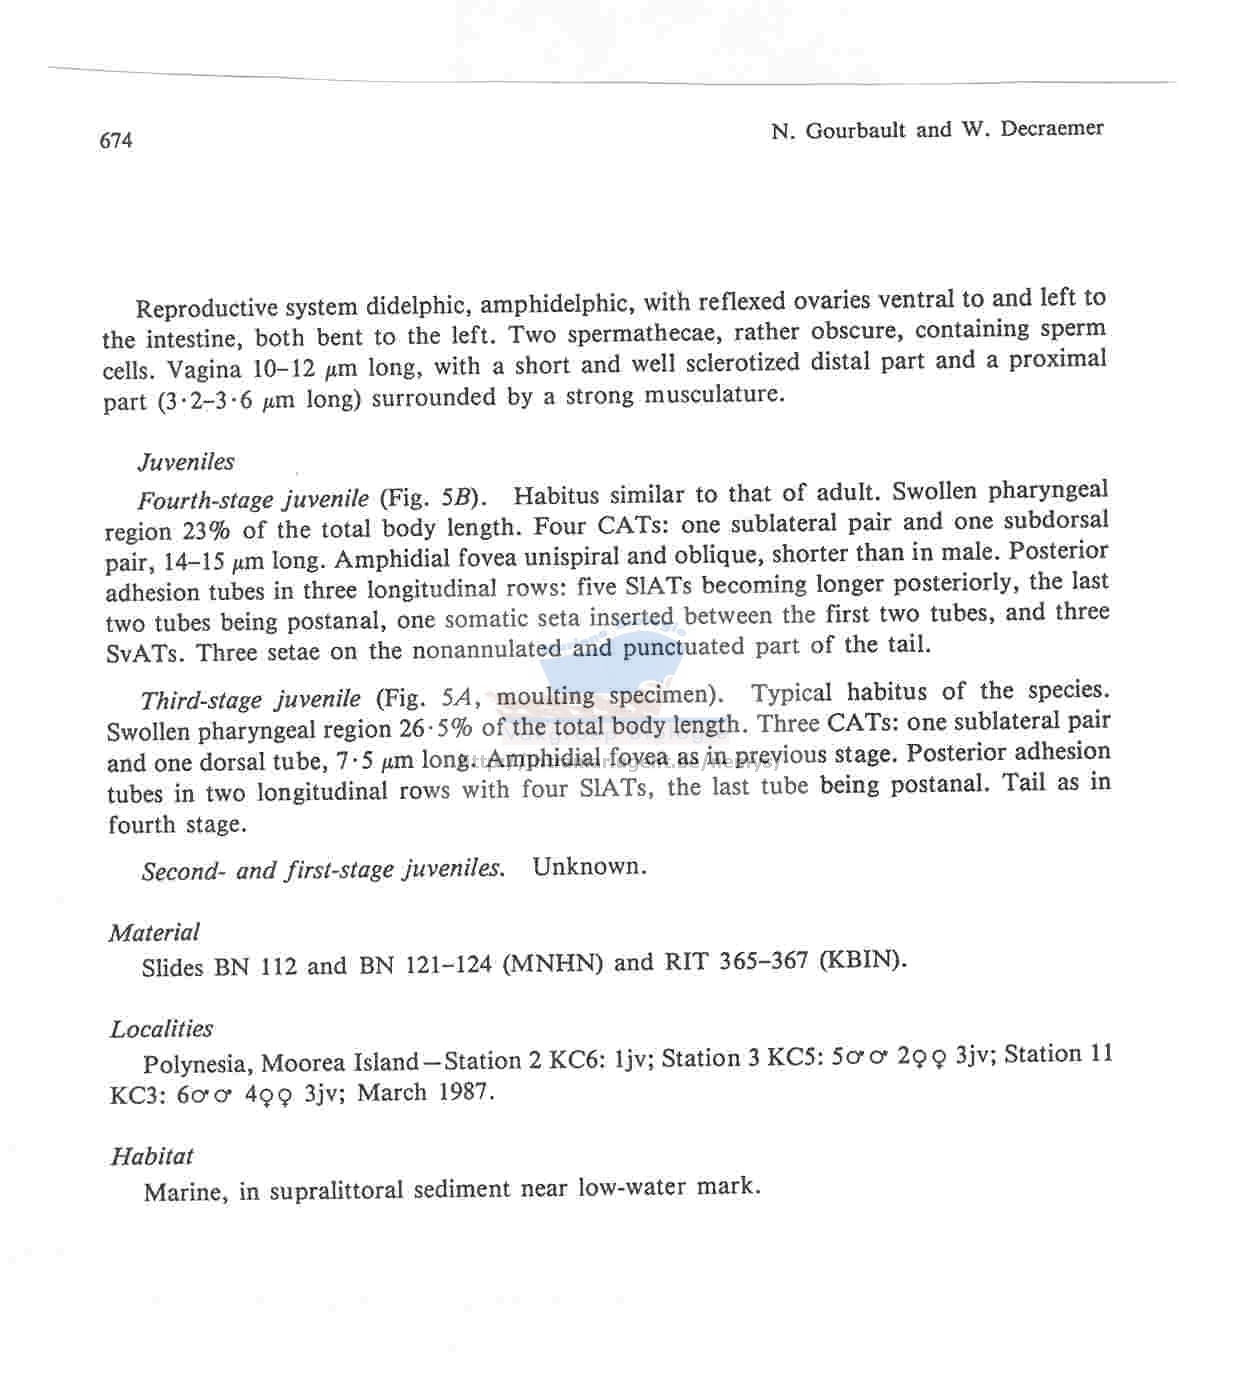 674
N. Gourbault and W. Decraemer
Reproductive system didelphic, amphidelphic, with reflexed ovaries ventral to and left to
the intestine, both bent to the left. Two spermathecae, rather obscure, containing sperm
cells. Vagina 10–12 μm long, with a short and well sclerotized distal part and a proximal
part (3·2–3·6 μm long) surrounded by a strong musculature.
Juveniles
Fourth-stage juvenile (Fig. 5B). Habitus similar to that of adult. Swollen pharyngeal
region 23% of the total body length. Four CATs: one sublateral pair and one subdorsal
pair, 14–15 μm long. Amphidial fovea unispiral and oblique, shorter than in male. Posterior
adhesion tubes in three longitudinal rows: five SlATs becoming longer posteriorly, the last
two tubes being postanal, one somatic seta inserted between the first two tubes, and three
SvATs. Three setae on the nonannulated and punctuated part of the tail.
Third-stage juvenile (Fig. 5A, moulting specimen). Typical habitus of the species.
Swollen pharyngeal region 26·5% of the total body length. Three CATs: one sublateral pair
and one dorsal tube, 7·5 μm long. Amphidial fovea as in previous stage. Posterior adhesion
tubes in two longitudinal rows with four SlATs, the last tube being postanal. Tail as in
fourth stage.
Second- and first-stage juveniles. Unknown.
Material
Slides BN 112 and BN 121–124 (MNHN) and RIT 365–367 (KBIN).
Localities
Polynesia, Moorea Island—Station 2 KC6: 1jv; Station 3 KC5: 5♂♂ 2♀♀ 3jv; Station 11
KC3: 6♂♂ 4♀♀ 3jv; March 1987.
Habitat
Marine, in supralittoral sediment near low-water mark.